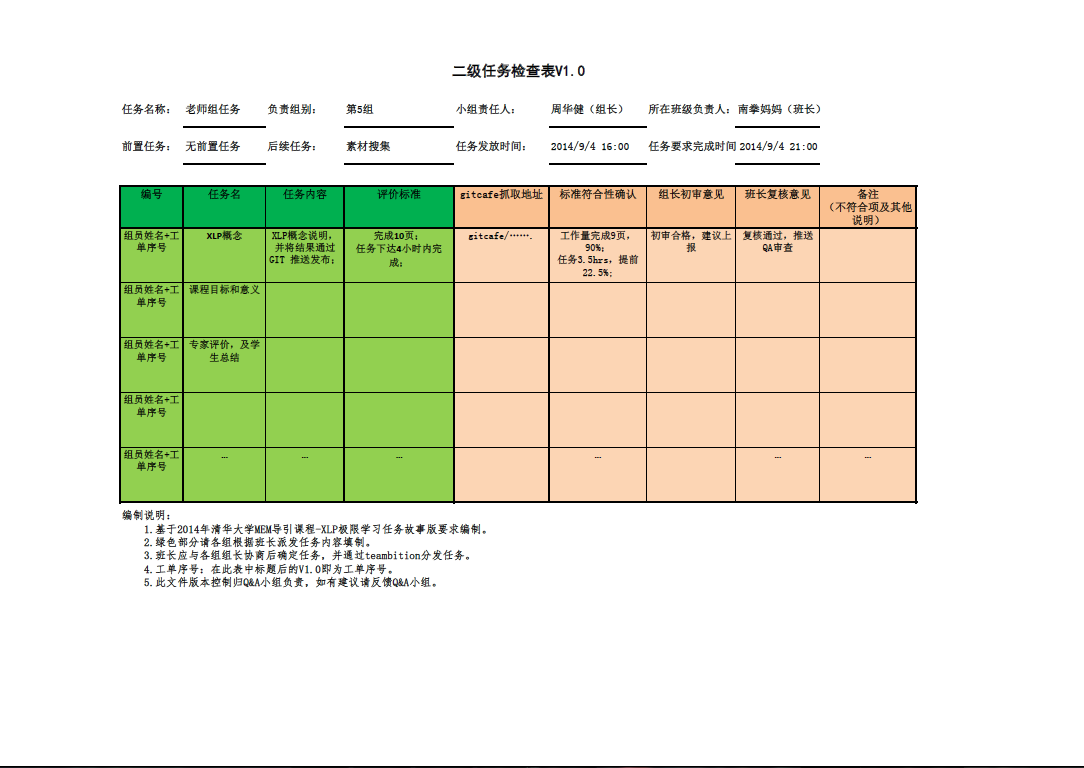 二级任务检查表V1.0
任务名称： 老师组任务 负责组别： 第5组 小组责任人： 周华健（组长） 所在班级负责人： 南拳妈妈（班长）
前置任务： 无前置任务 后续任务： 素材搜集 任务发放时间： 2014/9/4 16:00 任务要求完成时间 2014/9/4 21:00
编号 任务名 任务内容 评价标准 gitcafe抓取地址 标准符合性确认 组长初审意见 班长复核意见 备注
（不符合项及其他
说明）
组员姓名+工 XLP概念 XLP概念说明， 完成10页； gitcafe/……. 工作量完成9页， 初审合格，建议上 复核通过，推送
单序号 并将结果通过 任务下达4小时内完 90%； 报 QA审查
GIT 推送发布； 成； 任务3.5hrs，提前
22.5%；
组员姓名+工 课程目标和意义
单序号
组员姓名+工 专家评价，及学
单序号 生总结
组员姓名+工
单序号
组员姓名+工 … … … … … …
单序号
编制说明：
1.基于2014年清华大学MEM导引课程-XLP极限学习任务故事版要求编制。
2.绿色部分请各组根据班长派发任务内容填制。
3.班长应与各组组长协商后确定任务，并通过teambition分发任务。
4.工单序号：在此表中标题后的V1.0即为工单序号。
5.此文件版本控制归Q&A小组负责，如有建议请反馈Q&A小组。